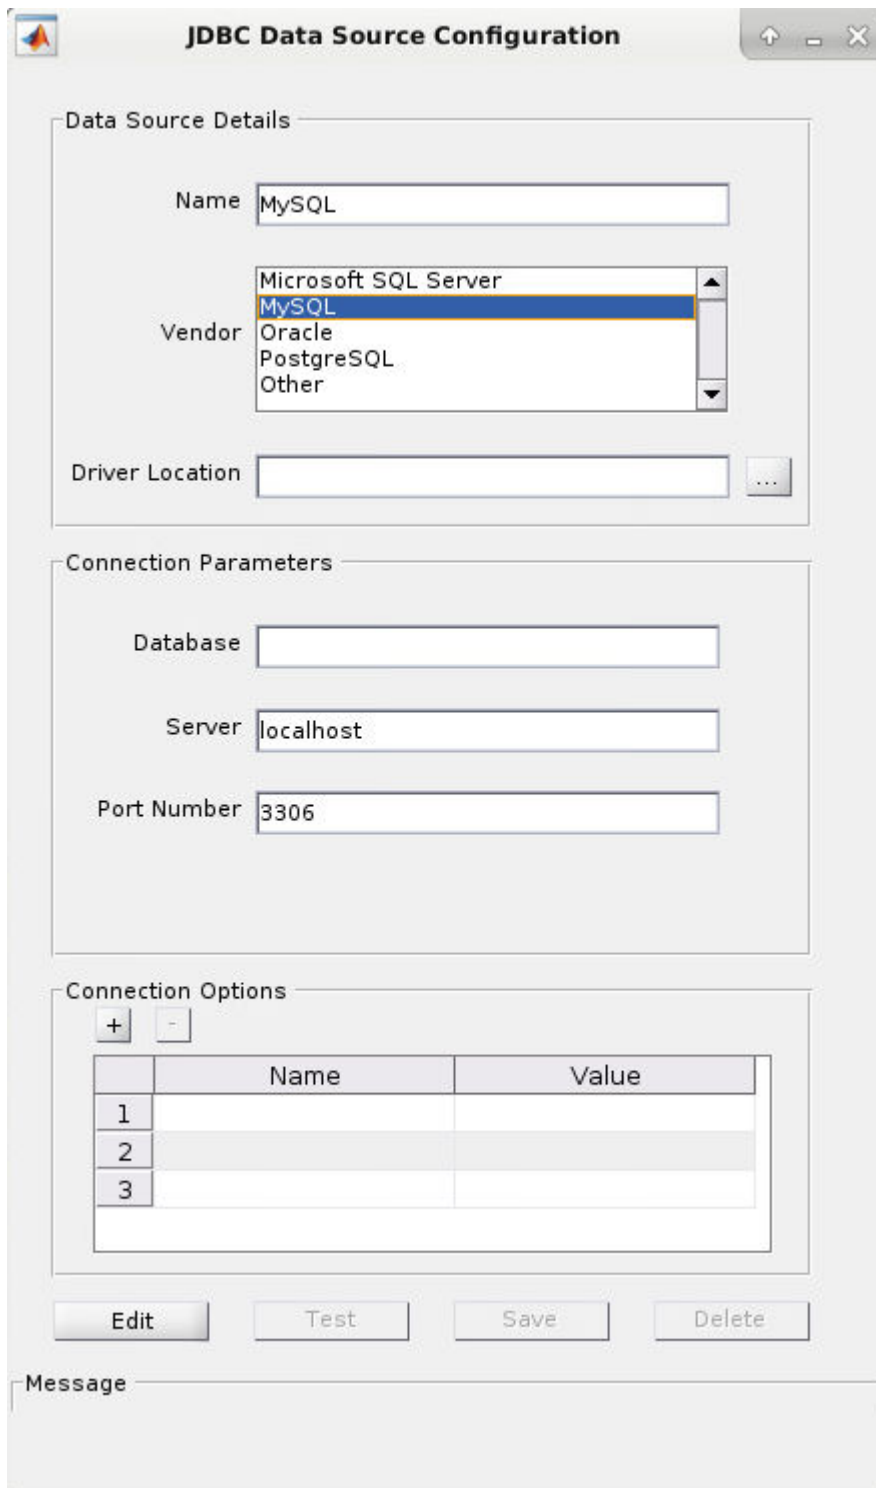 JDBC Data Source Configuration
Data Source Details
Name MySQL
Vendor
Microsoft SQL Server
MySQL
Oracle
PostgreSQL
Other
Driver Location ...
Connection Parameters
Database
Server localhost
Port Number 3306
Connection Options
+ -
Name Value
1
2
3
Edit Test Save Delete
Message